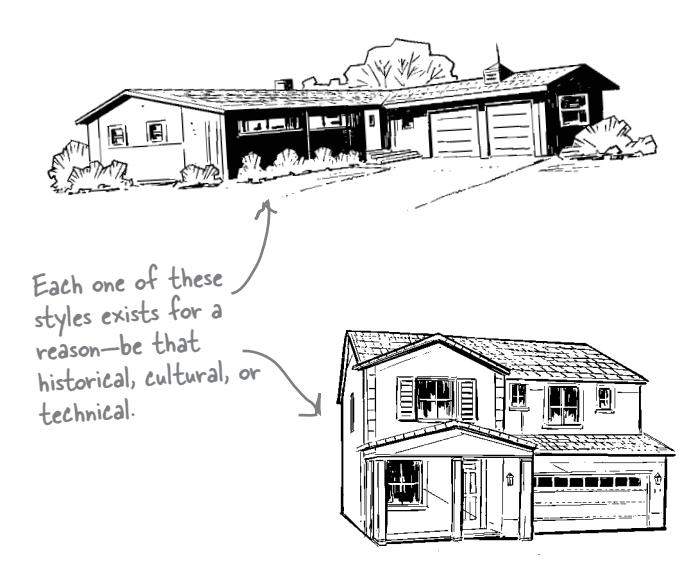 Each one of these
styles exists for a
reason—be that
historical, cultural, or
technical.